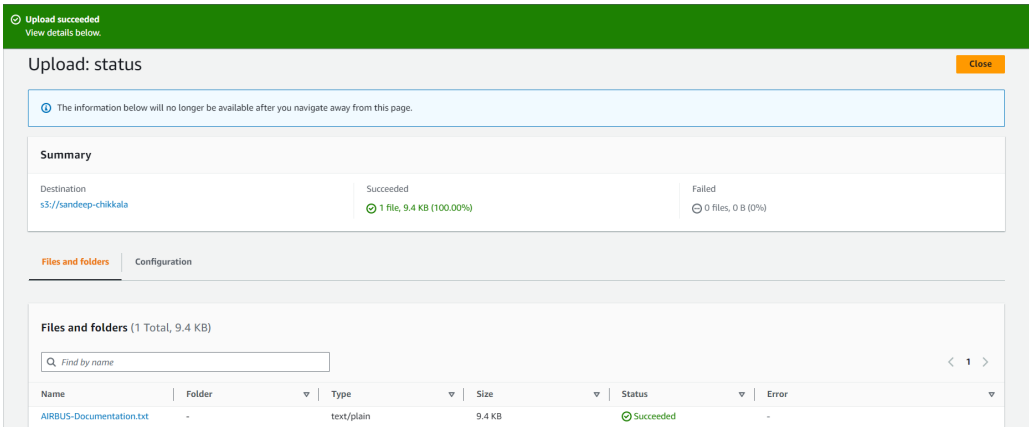 Upload succeeded
View details below.
Upload: status
Close
The information below will no longer be available after you navigate away from this page.
Summary
Destination
Succeeded
Failed
s3://sandeep-chikkala
1 file, 9.4 KB (100.00%)
0 files, 0 B (0%)
Files and folders
Configuration
Files and folders (1 Total, 9.4 KB)
Find by name
1
Name Folder Type Size Status Error
AIRBUS-Documentation.txt - text/plain 9.4 KB Succeeded -